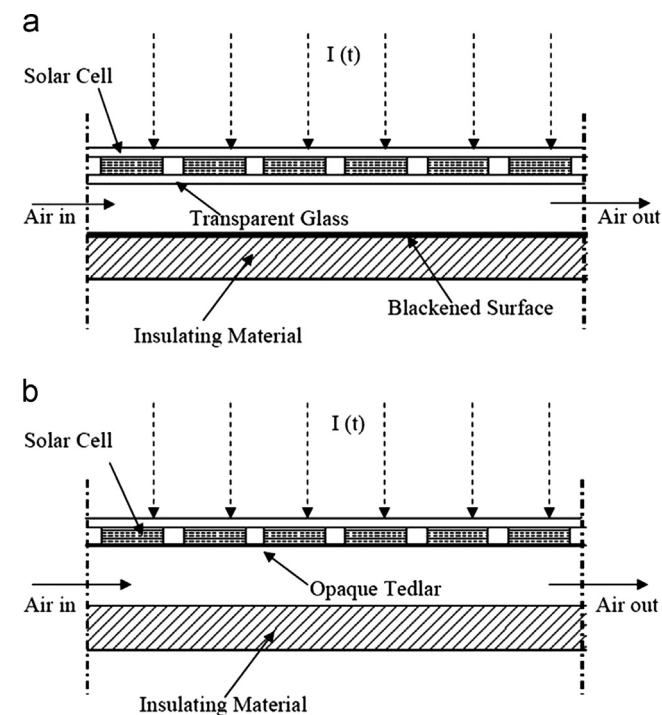 a
I (t)
Solar Cell
Air in
Transparent Glass
Air out
Blackened Surface
Insulating Material
b
I (t)
Solar Cell
Opaque Tedlar
Air in
Air out
Insulating Material